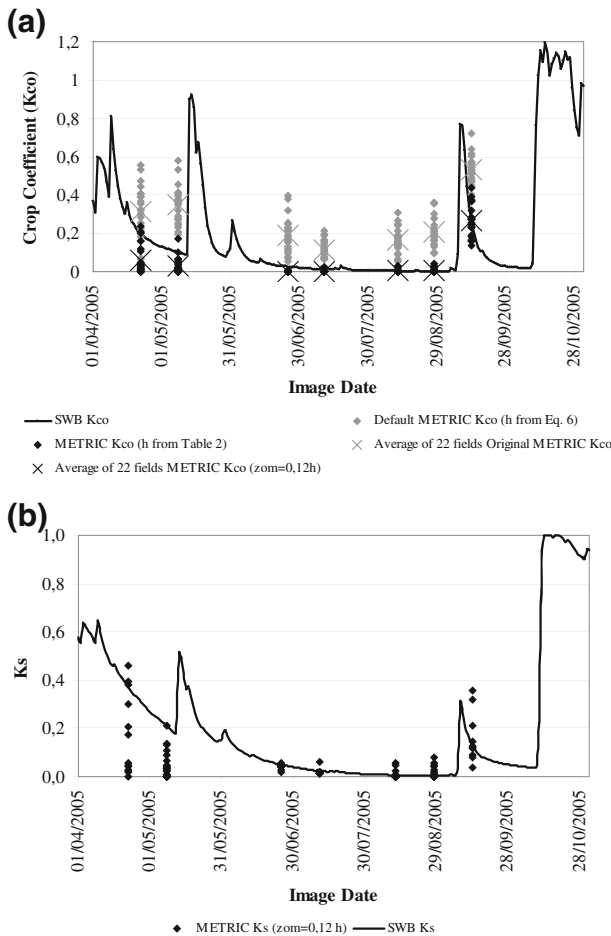 (a)
1,2
1
0,8
0,6
0,4
0,2
0
Crop Coefficient (Kco)
01/04/2005
01/05/2005
31/05/2005
30/06/2005
30/07/2005
29/08/2005
28/09/2005
28/10/2005
Image Date
SWB Kco
Default METRIC Kco (h from Eq. 6)
METRIC Kco (h from Table 2)
Average of 22 fields Original METRIC Kco
Average of 22 fields METRIC Kco (zom=0,12h)
(b)
1,0
0,8
0,6
0,4
0,2
0,0
Ks
01/04/2005
01/05/2005
31/05/2005
30/06/2005
30/07/2005
29/08/2005
28/09/2005
28/10/2005
Image Date
METRIC Ks (zom=0,12 h)
SWB Ks